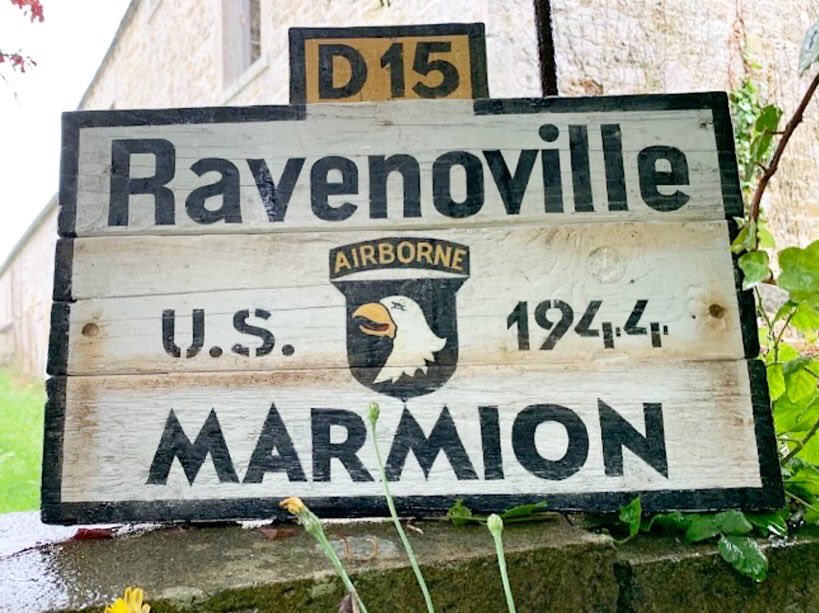 D15
Ravenoville
AIRBORNE
U.S. 1944
MARMION